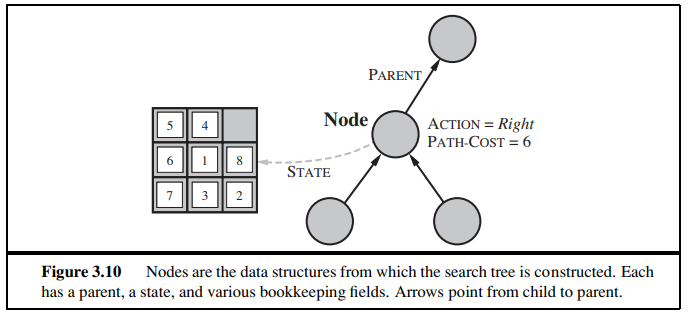 PARENT
Node
ACTION = Right
PATH-COST = 6
5 4
6 1 8
7 3 2
STATE
Figure 3.10 Nodes are the data structures from which the search tree is constructed. Each
has a parent, a state, and various bookkeeping fields. Arrows point from child to parent.